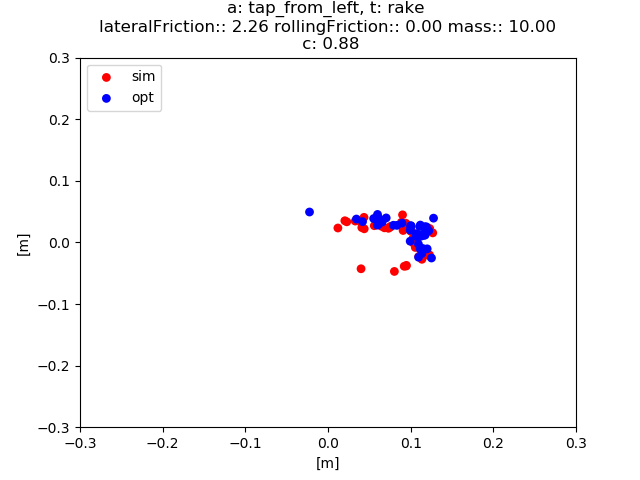 a: tap_from_left, t: rake
lateralFriction:: 2.26 rollingFriction:: 0.00 mass:: 10.00
c: 0.88
sim
opt
0.3
0.2
0.1
0.0
−0.1
−0.2
−0.3
[m]
−0.3
−0.2
−0.1
0.0
0.1
0.2
0.3
[m]